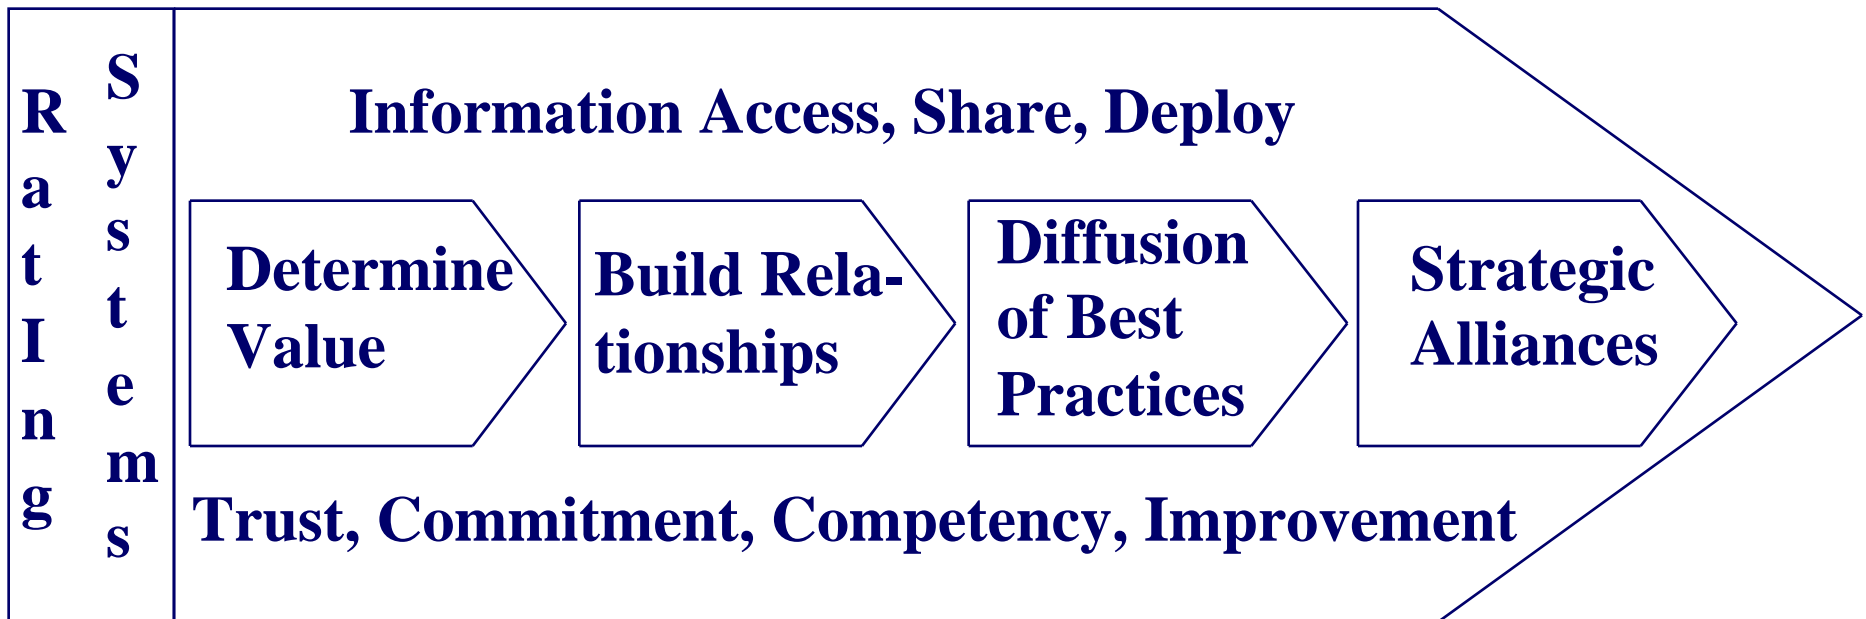 RatIng
Systems
Information Access, Share, Deploy
Determine
Value
Build Rela-
tionships
Diffusion
of Best
Practices
Strategic
Alliances
Trust, Commitment, Competency, Improvement